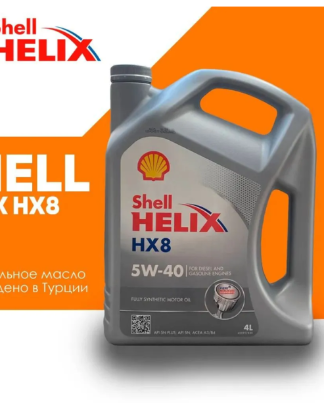 Shell
HELIX
HELL
X HX8
льное масло
дено в Турции
Shell
HELIX
HX8
5W-40
FOR DIESEL AND
GASOLINE ENGINES
FULLY SYNTHETIC MOTOR OIL
4L